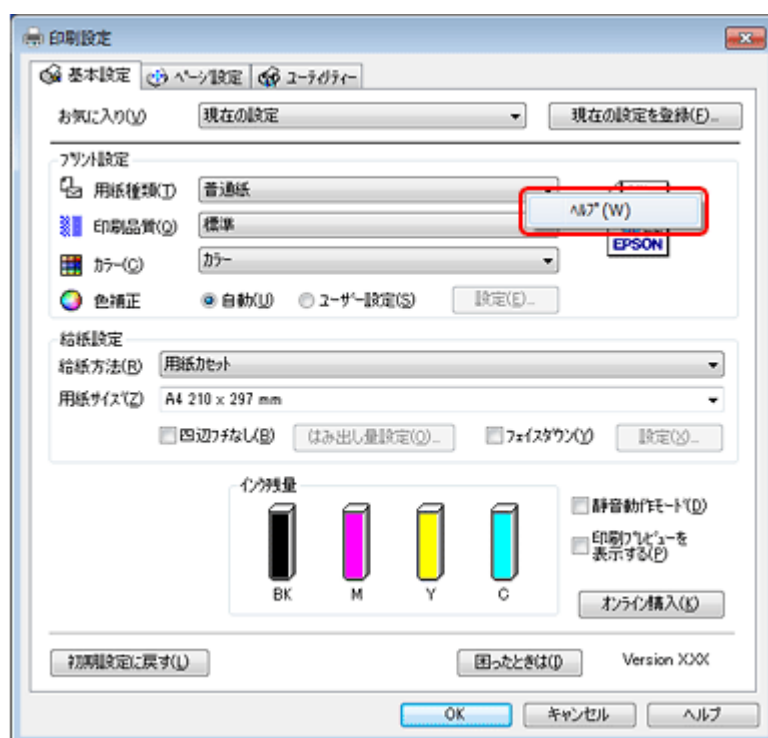 印刷設定
基本設定 ページ設定 ユーティリティー
お気に入り(V) 現在の設定 現在の設定を登録(F)...
プリント設定
用紙種類(T) 普通紙
ヘルプ(W)
印刷品質(Q) 標準
EPSON
カラー(C) カラー
色補正 自動(U) ユーザー設定(S) 設定(E)...
給紙設定
給紙方法(R) 用紙カセット
用紙サイズ(Z) A4 210 x 297 mm
四辺フチなし(B) はみ出し量設定(O)... フェイスダウン(Y) 設定(X)...
インク残量
静音動作モード(D)
印刷プレビューを
表示する(P)
BK M Y C
オンライン購入(K)
初期設定に戻す(L) 困ったときは(I) Version X.XX
OK キャンセル ヘルプ